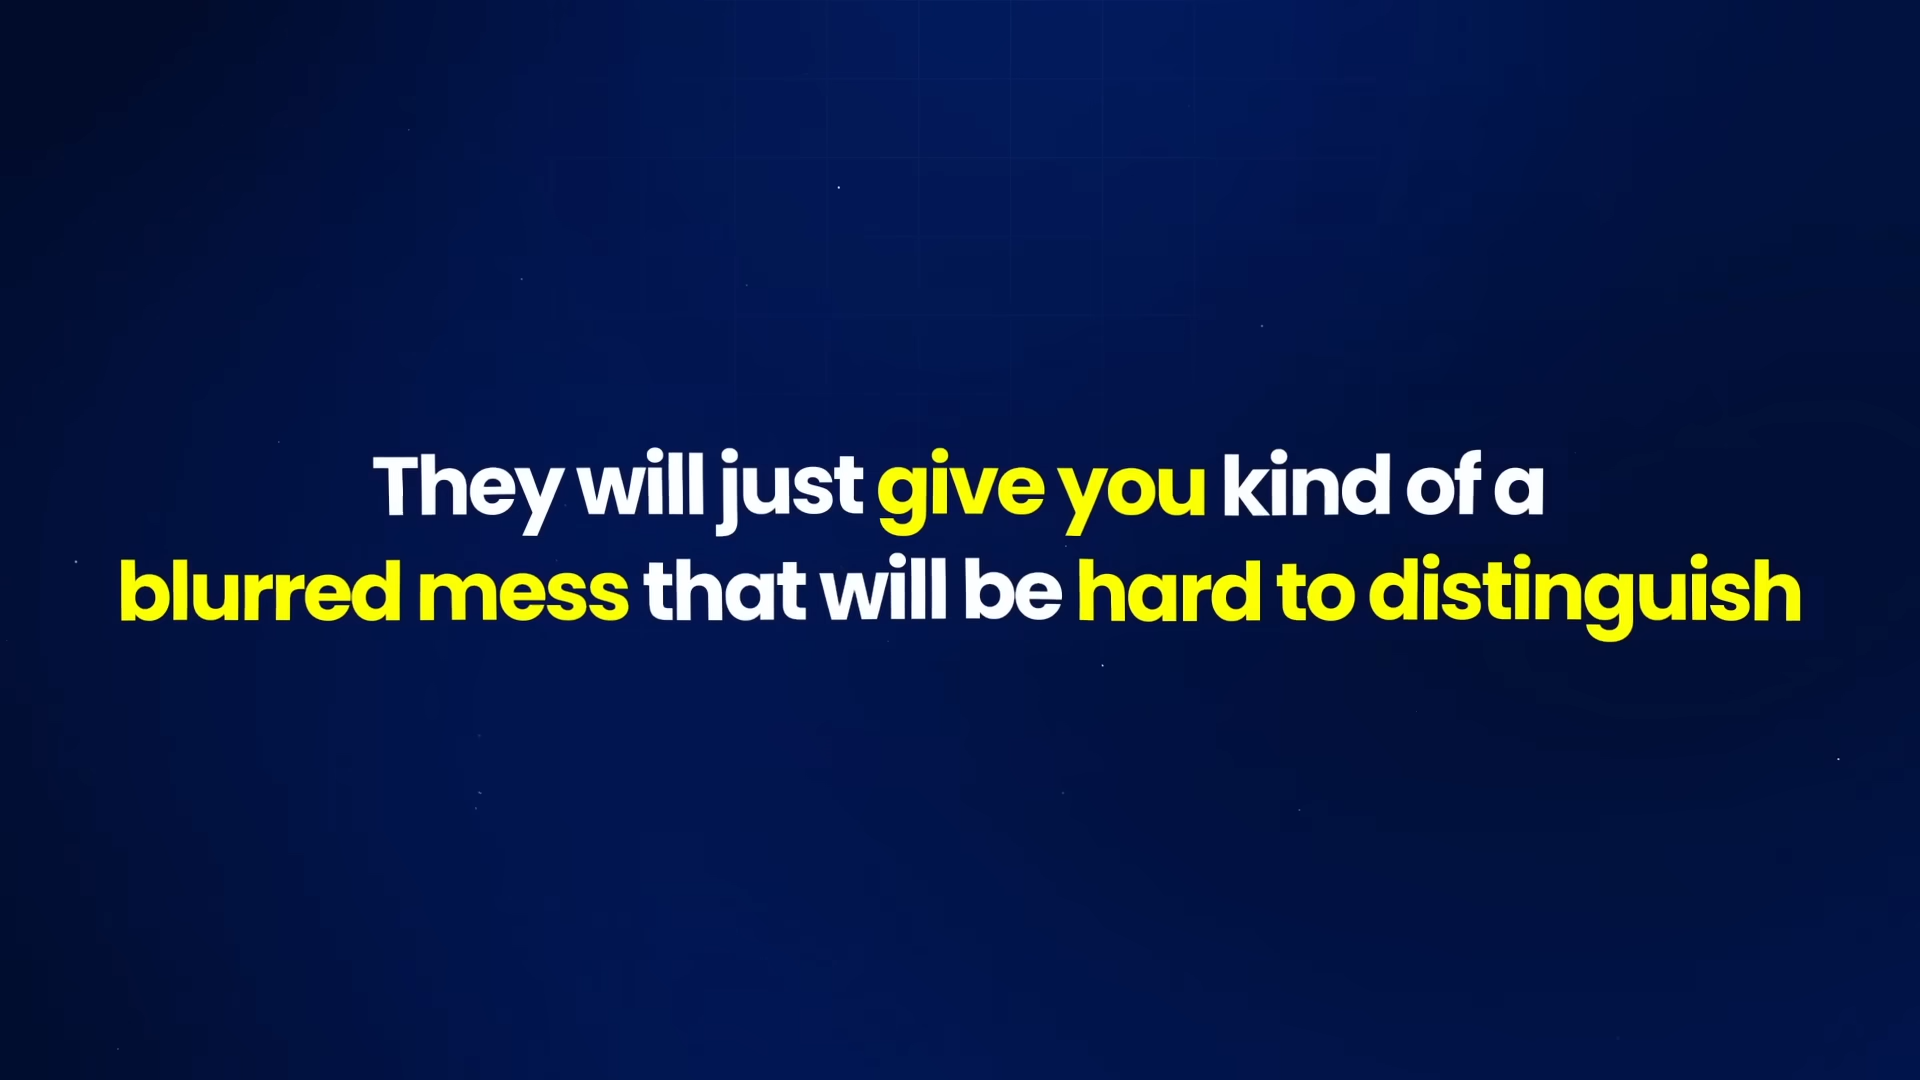 They will just give you kind of a
blurred mess that will be hard to distinguish